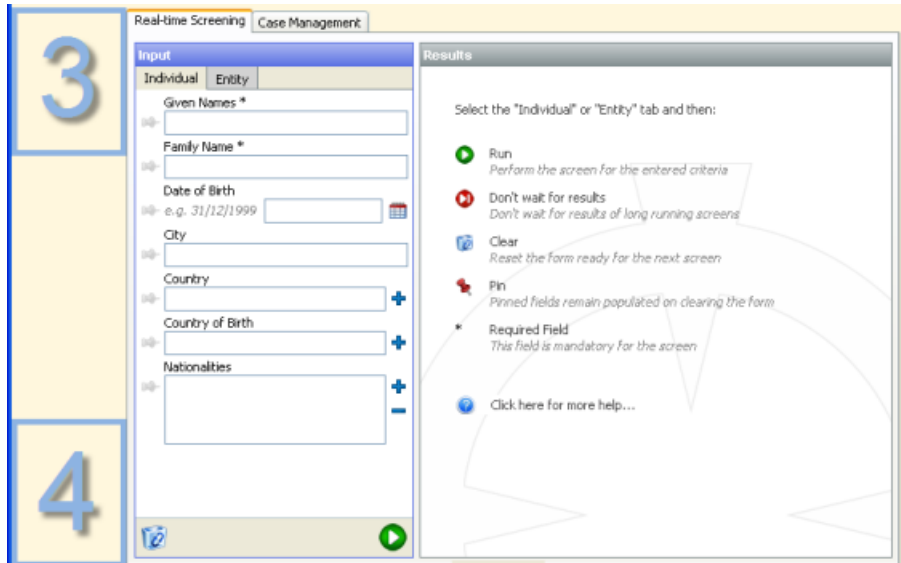 3
4
Real-time Screening
Case Management
Input
Individual
Entity
Given Names *
Family Name *
Date of Birth
e.g. 31/12/1999
City
Country
Country of Birth
Nationalities
Results
Select the "Individual" or "Entity" tab and then:
Run
Perform the screen for the entered criteria
Don't wait for results
Don't wait for results of long running screens
Clear
Reset the form ready for the next screen
Pin
Pinned fields remain populated on clearing the form
* Required Field
This field is mandatory for the screen
Click here for more help...